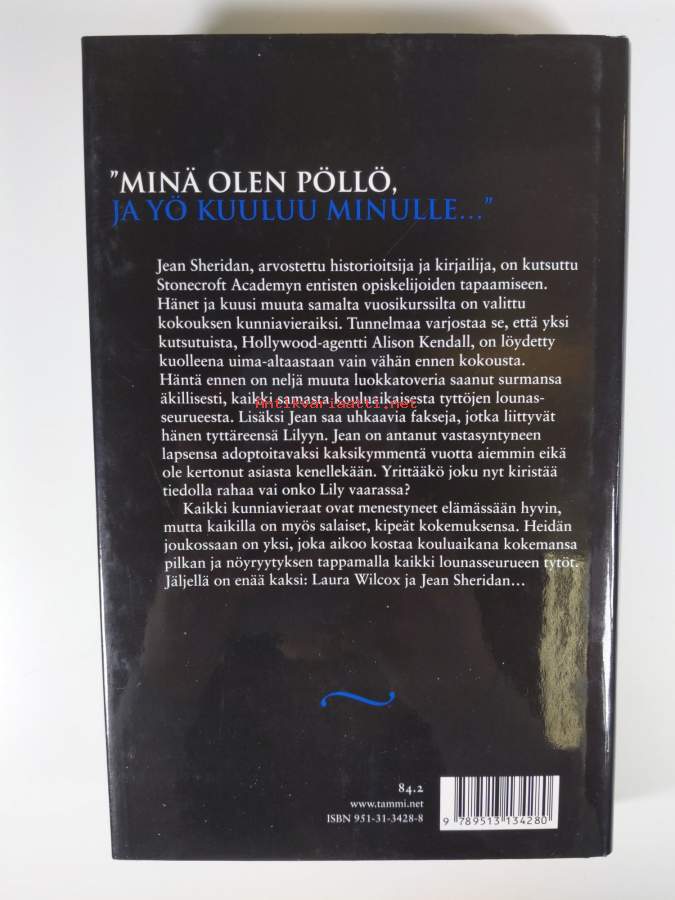 "MINÄ OLEN PÖLLÖ,
JA YÖ KUULUU MINULLE..."
Jean Sheridan, arvostettu historioitsija ja kirjailija, on kutsuttu
Stonecroft Academyn entisten opiskelijoiden tapaamiseen.
Hänet ja kuusi muuta samalta vuosikurssilta on valittu
kokouksen kunniavieraiksi. Tunnelmaa varjostaa se, että yksi
kutsutuista, Hollywood-agentti Alison Kendall, on löydetty
kuolleena uima-altaastaan vain vähän ennen kokousta.
Häntä ennen on neljä muuta luokkatoveria saanut surmansa
äkillisesti, kaikki samasta kouluaikaisesta tyttöjen lounas-
Antikvariaatti.net
seurueesta. Lisäksi Jean saa uhkaavia fakseja, jotka liittyvät
hänen tyttäreensä Lilyyn. Jean on antanut vastasyntyneen
lapsensa adoptoitavaksi kaksikymmentä vuotta aiemmin eikä
ole kertonut asiasta kenellekään. Yrittääkö joku nyt kiristää
tiedolla rahaa vai onko Lily vaarassa?
Kaikki kunniavieraat ovat menestyneet elämässään hyvin,
mutta kaikilla on myös salaiset, kipeät kokemuksensa. Heidän
joukossaan on yksi, joka aikoo kostaa kouluaikana kokemansa
pilkan ja nöyryytyksen tappamalla kaikki lounasseurueen tytöt.
Jäljellä on enää kaksi: Laura Wilcox ja Jean Sheridan...
84.2
www.tammi.net
ISBN 951-31-3428-8
9 789513 134280